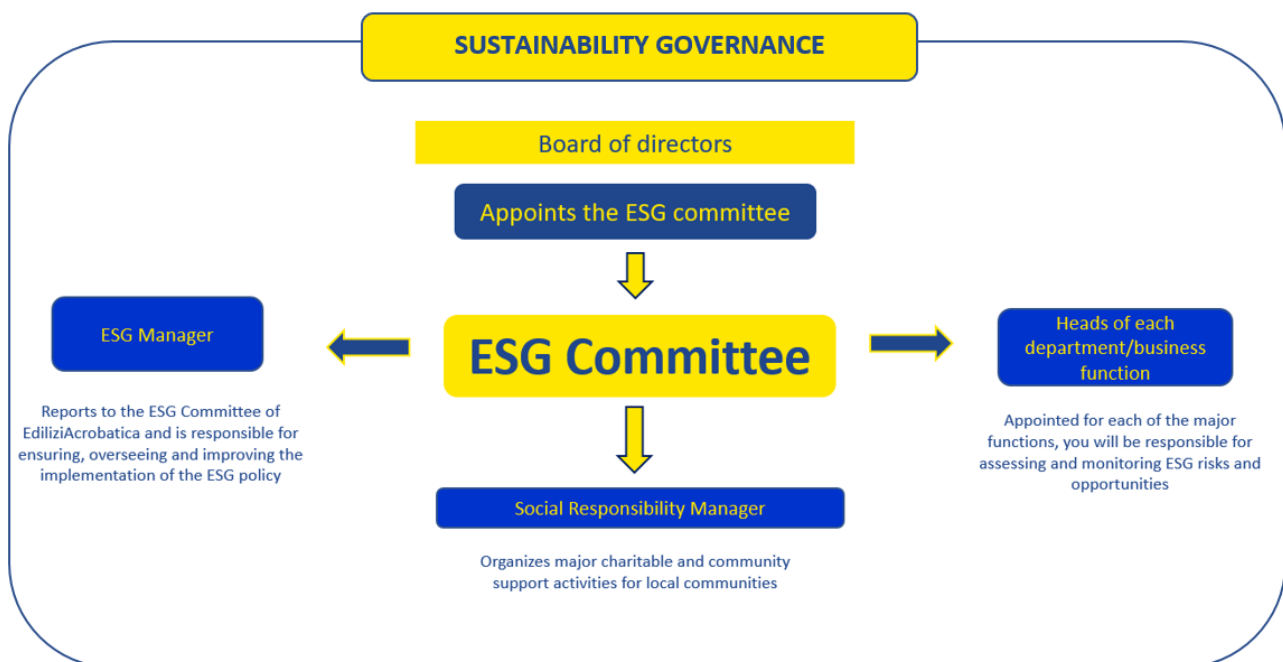 SUSTAINABILITY GOVERNANCE
Board of directors
Appoints the ESG committee
ESG Manager
Reports to the ESG Committee of
EdiliziAcrobatica and is responsible for
ensuring, overseeing and improving the
implementation of the ESG policy
ESG Committee
Heads of each
department/business
function
Appointed for each of the major
functions, you will be responsible for
assessing and monitoring ESG risks and
opportunities
Social Responsibility Manager
Organizes major charitable and community
support activities for local communities